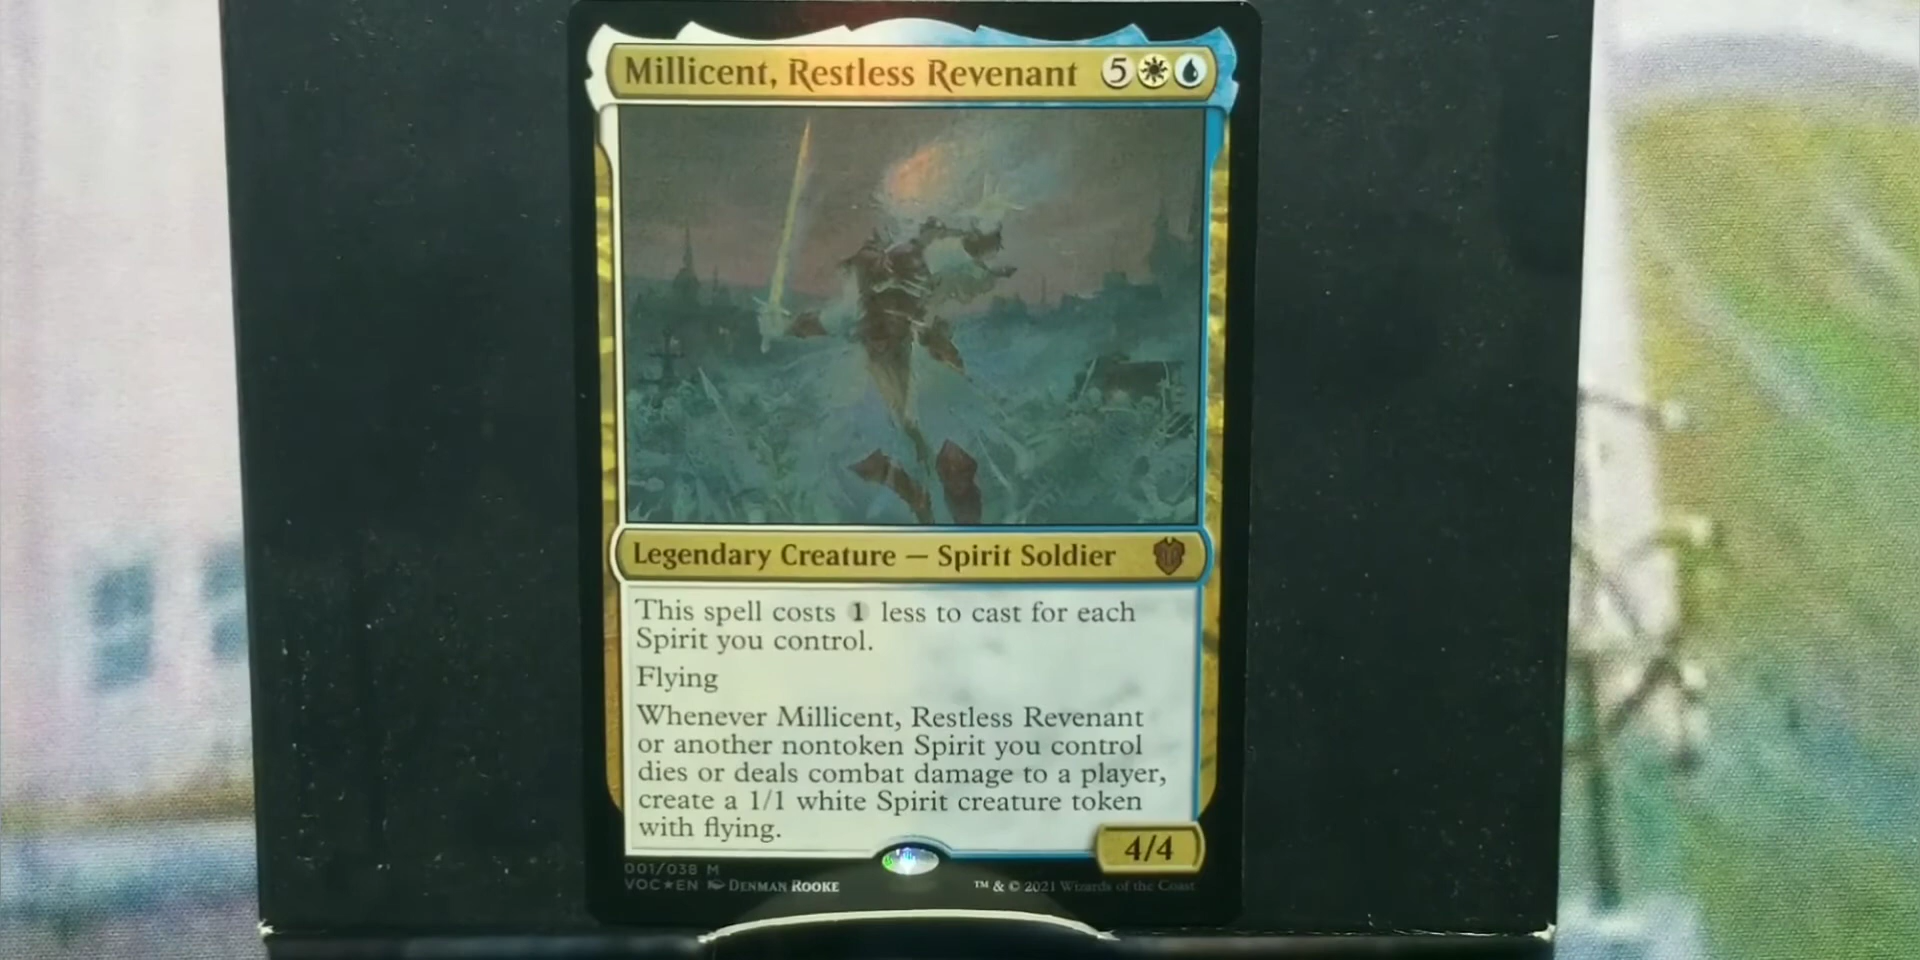 Millicent, Restless Revenant 5
Legendary Creature — Spirit Soldier
This spell costs 1 less to cast for each
Spirit you control.
Flying
Whenever Millicent, Restless Revenant
or another nontoken Spirit you control
dies or deals combat damage to a player,
create a 1/1 white Spirit creature token
with flying.
4/4
001/038 M
VOC★EN DENMAN ROOKE
™ & © 2021 Wizards of the Coast